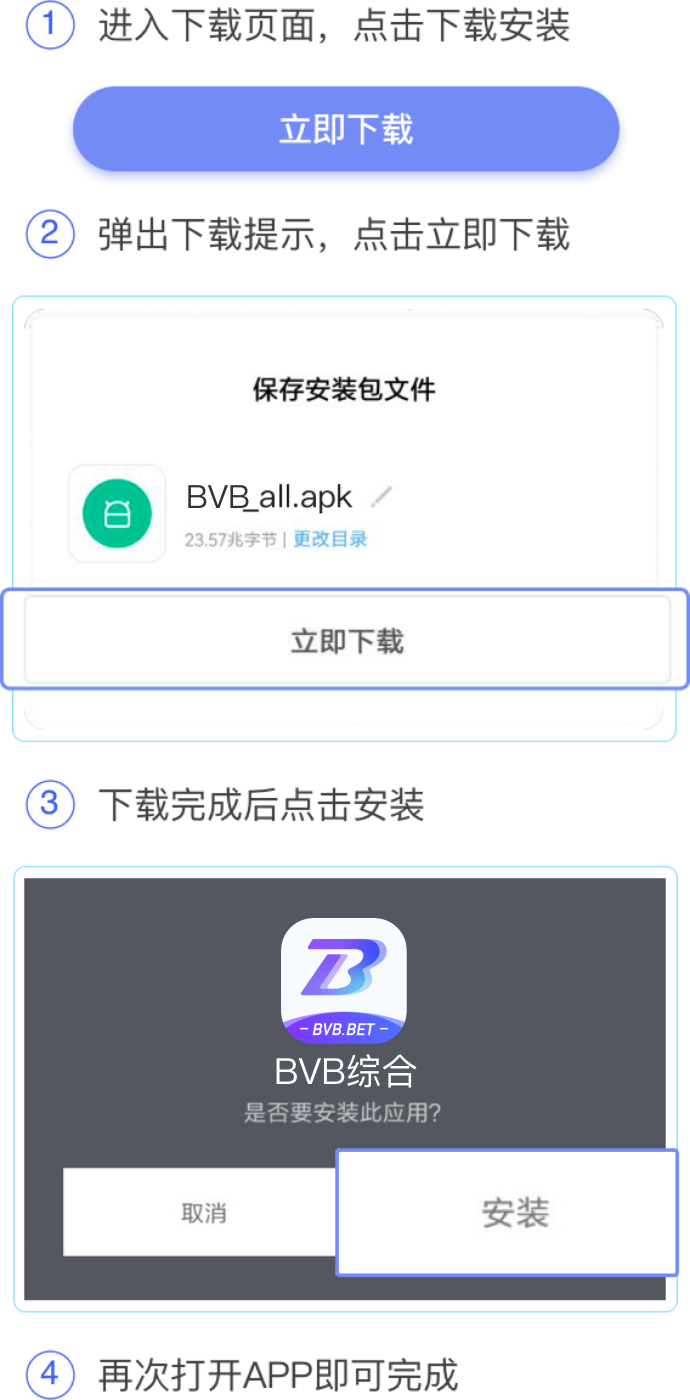 1 进入下载页面，点击下载安装
立即下载
2 弹出下载提示，点击立即下载
保存安装包文件
BVB_all.apk
23.57兆字节 | 更改目录
立即下载
3 下载完成后点击安装
B
– BVB.BET –
BVB综合
是否要安装此应用?
取消
安装
4 再次打开APP即可完成